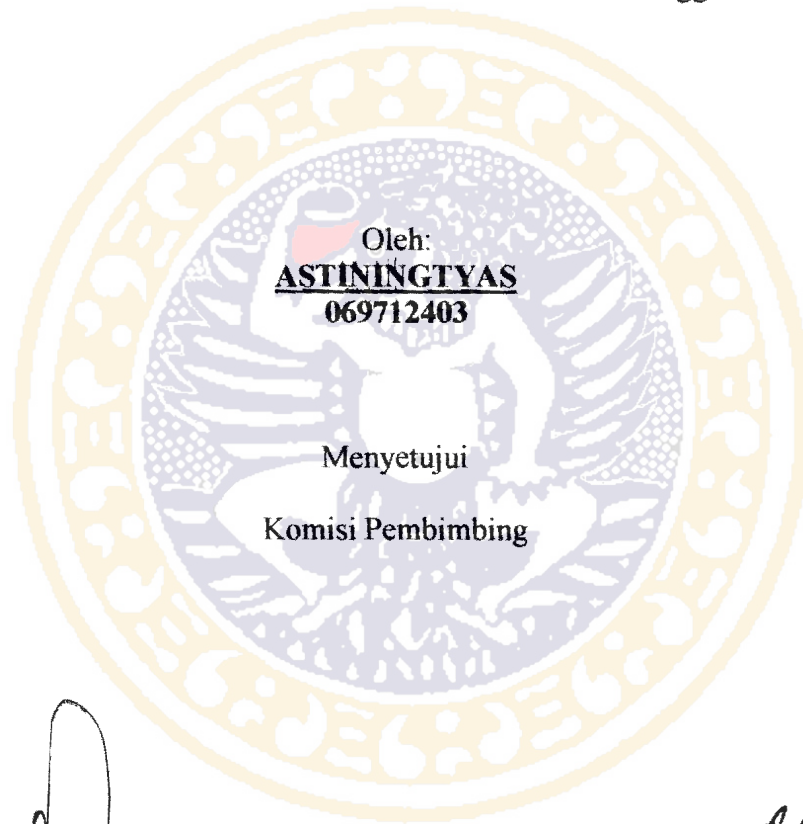 Oleh:
ASTININGTYAS
069712403
Menyetujui
Komisi Pembimbing